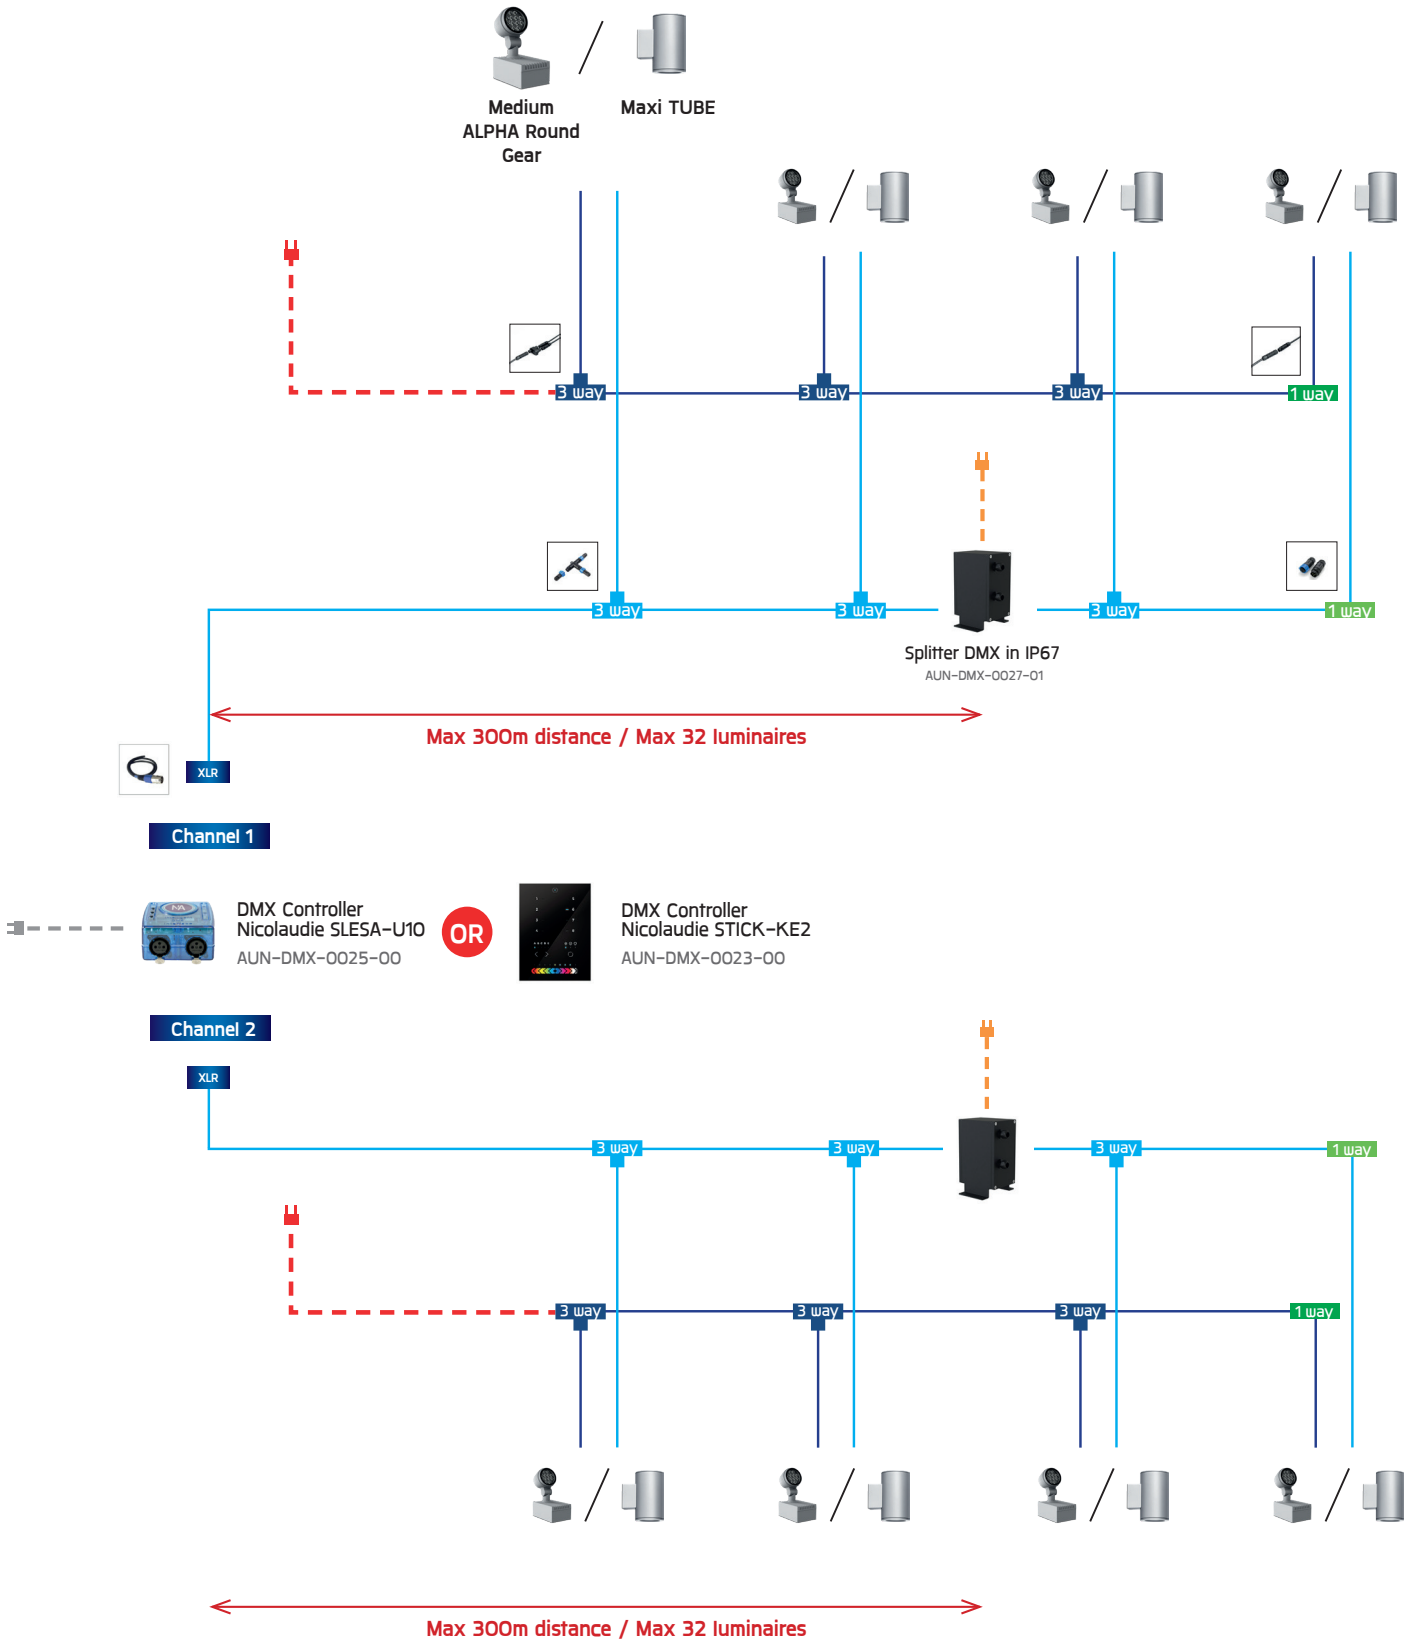 Medium
ALPHA Round
Gear
Maxi TUBE
3 way
3 way
3 way
1 way
3 way
3 way
3 way
1 way
Splitter DMX in IP67
AUN-DMX-0027-01
Max 300m distance / Max 32 luminaires
XLR
Channel 1
DMX Controller
Nicolaudie SLESA-U10
AUN-DMX-0025-00
OR
DMX Controller
Nicolaudie STICK-KE2
AUN-DMX-0023-00
Channel 2
XLR
3 way
3 way
3 way
1 way
3 way
3 way
3 way
1 way
Max 300m distance / Max 32 luminaires